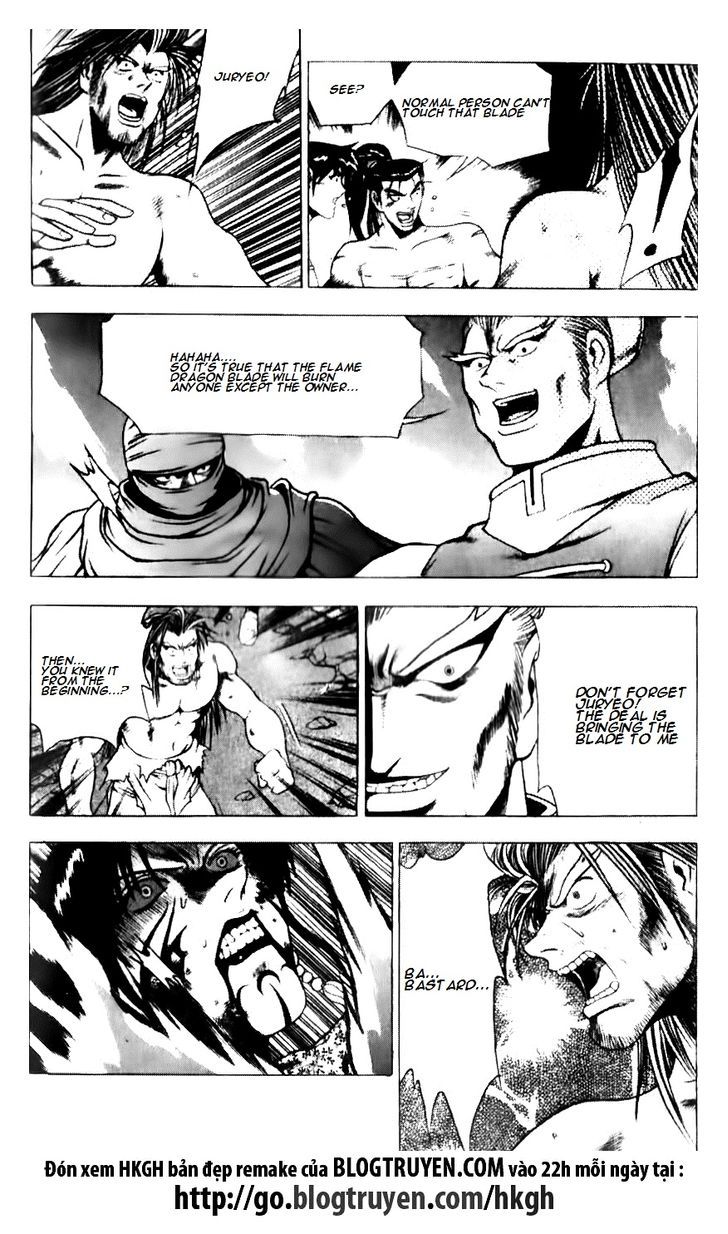 JURYEO!
SEE?
NORMAL PERSON CAN'T
TOUCH THAT BLADE
!
HAHAHA....
SO IT'S TRUE THAT THE FLAME
DRAGON BLADE WILL BURN
ANYONE EXCEPT THE OWNER...
THEN...
YOU KNEW IT
FROM THE
BEGINNING...?
DON'T FORGET
JURYEO!
THE DEAL IS
BRINGING THE
BLADE TO ME
BA...
BASTARD...
Đón xem HKGH bản đẹp remake của BLOGTRUYEN.COM vào 22h mỗi ngày tại :
http://go.blogtruyen.com/hkgh